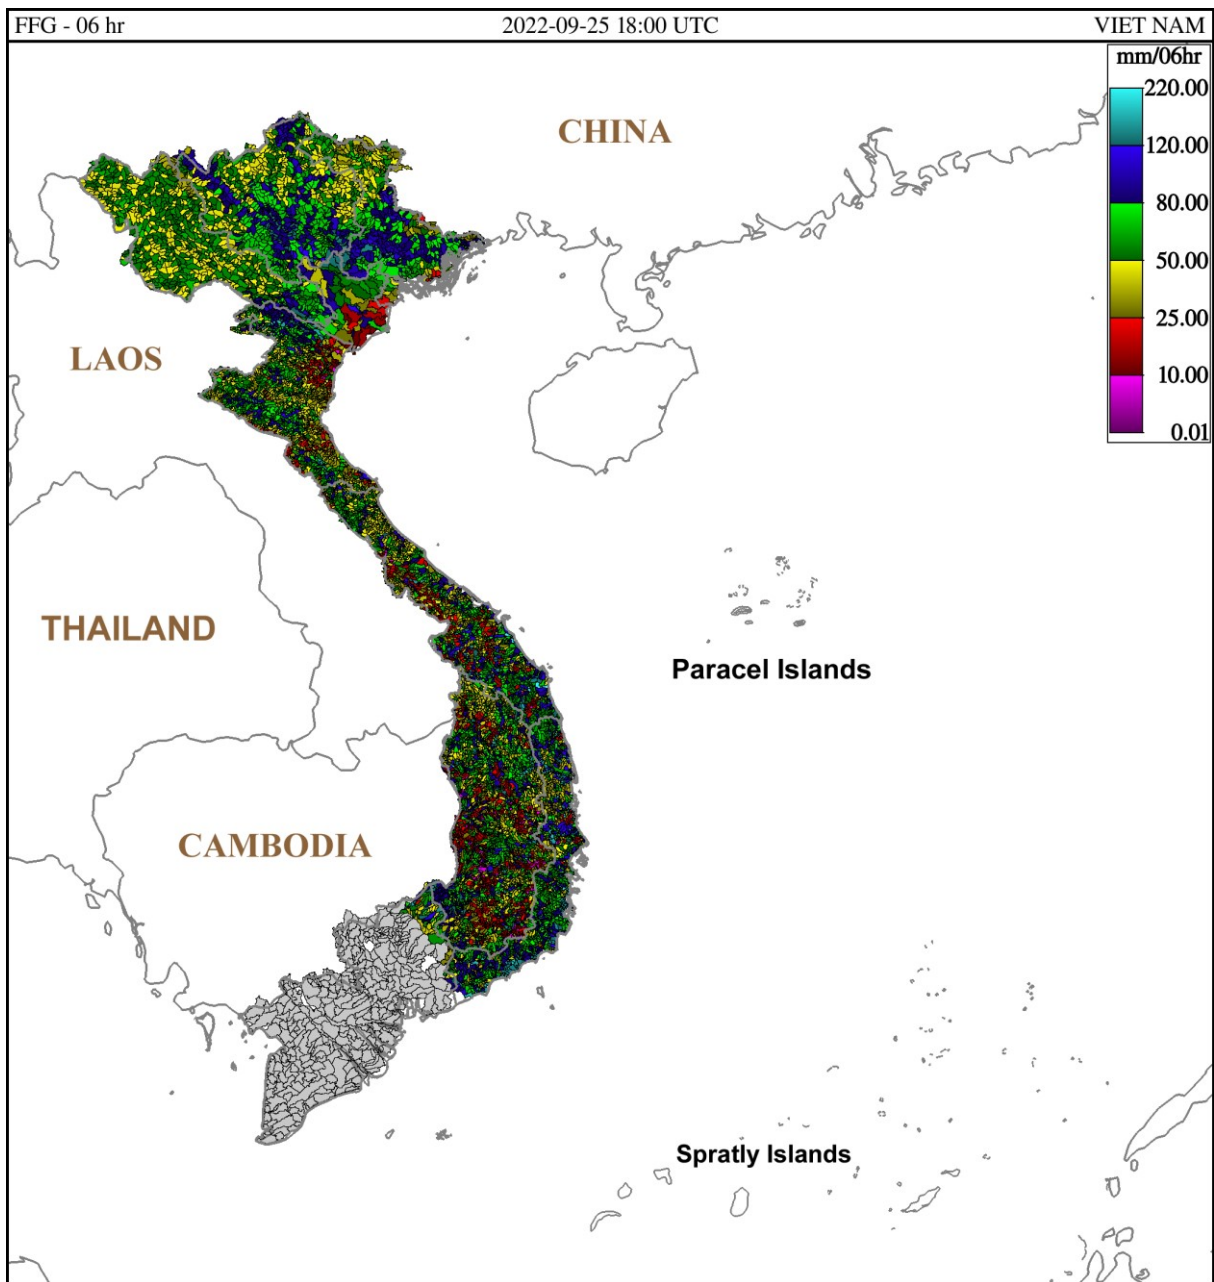 FFG - 06 hr
2022-09-25 18:00 UTC
VIET NAM
mm/06hr
220.00
120.00
80.00
50.00
25.00
10.00
0.01
CHINA
LAOS
THAILAND
Paracel Islands
CAMBODIA
Spratly Islands